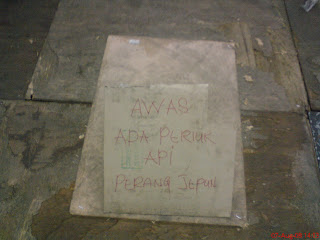 AWAS
ADA PERIUK
API
PERANG JEPUN